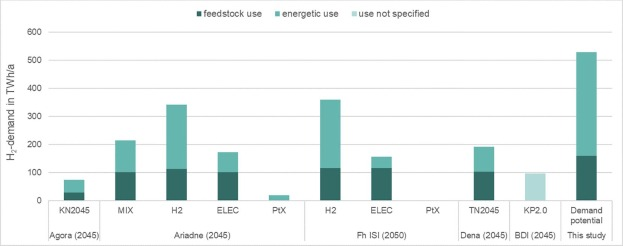 feedstock use energetic use use not specified
600
500
400
300
200
100
0
H2-demand in TWh/a
KN2045 MIX H2 ELEC PtX H2 ELEC PtX TN2045 KP2.0 Demand potential
Agora (2045) Ariadne (2045) Fh ISI (2050) Dena (2045) BDI (2045) This study